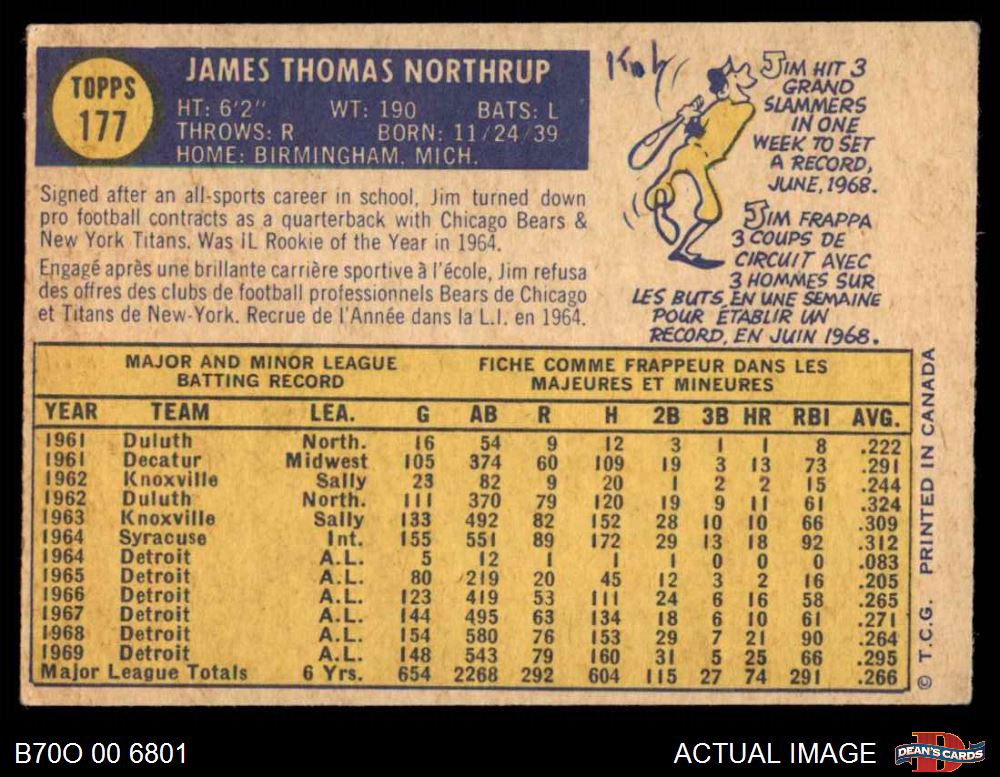 TOPPS
177
JAMES THOMAS NORTHRUP
HT: 6'2" WT: 190 BATS: L
THROWS: R BORN: 11/24/39
HOME: BIRMINGHAM, MICH.
Signed after an all-sports career in school, Jim turned down
pro football contracts as a quarterback with Chicago Bears &
New York Titans. Was IL Rookie of the Year in 1964.
Engagé après une brillante carrière sportive à l'école, Jim refusa
des offres des clubs de football professionnels Bears de Chicago
et Titans de New-York. Recrue de l'Année dans la L.I. en 1964.
JIM HIT 3
GRAND
SLAMMERS
IN ONE
WEEK TO SET
A RECORD,
JUNE, 1968.
JIM FRAPPA
3 COUPS DE
CIRCUIT AVEC
3 HOMMES SUR
LES BUTS, EN UNE SEMAINE
POUR ÉTABLIR UN
RECORD, EN JUIN 1968.
MAJOR AND MINOR LEAGUE
BATTING RECORD
FICHE COMME FRAPPEUR DANS LES
MAJEURES ET MINEURES
YEAR TEAM LEA. G AB R H 2B 3B HR RBI AVG.
1961 Duluth North. 16 54 9 12 3 1 1 8 .222
1961 Decatur Midwest 105 374 60 109 19 3 13 73 .291
1962 Knoxville Sally 23 82 9 20 1 2 2 15 .244
1962 Duluth North. 111 370 79 120 19 9 11 61 .324
1963 Knoxville Sally 133 492 82 152 28 10 10 66 .309
1964 Syracuse Int. 155 551 89 172 29 13 18 92 .312
1964 Detroit A.L. 5 12 1 1 1 0 0 0 .083
1965 Detroit A.L. 80 219 20 45 12 3 2 16 .205
1966 Detroit A.L. 123 419 53 111 24 6 16 58 .265
1967 Detroit A.L. 144 495 63 134 18 6 10 61 .271
1968 Detroit A.L. 154 580 76 153 29 7 21 90 .264
1969 Detroit A.L. 148 543 79 160 31 5 25 66 .295
Major League Totals 6 Yrs. 654 2268 292 604 115 27 74 291 .266
© T.C.G. PRINTED IN CANADA
B70O 00 6801
ACTUAL IMAGE
DEAN'S CARDS